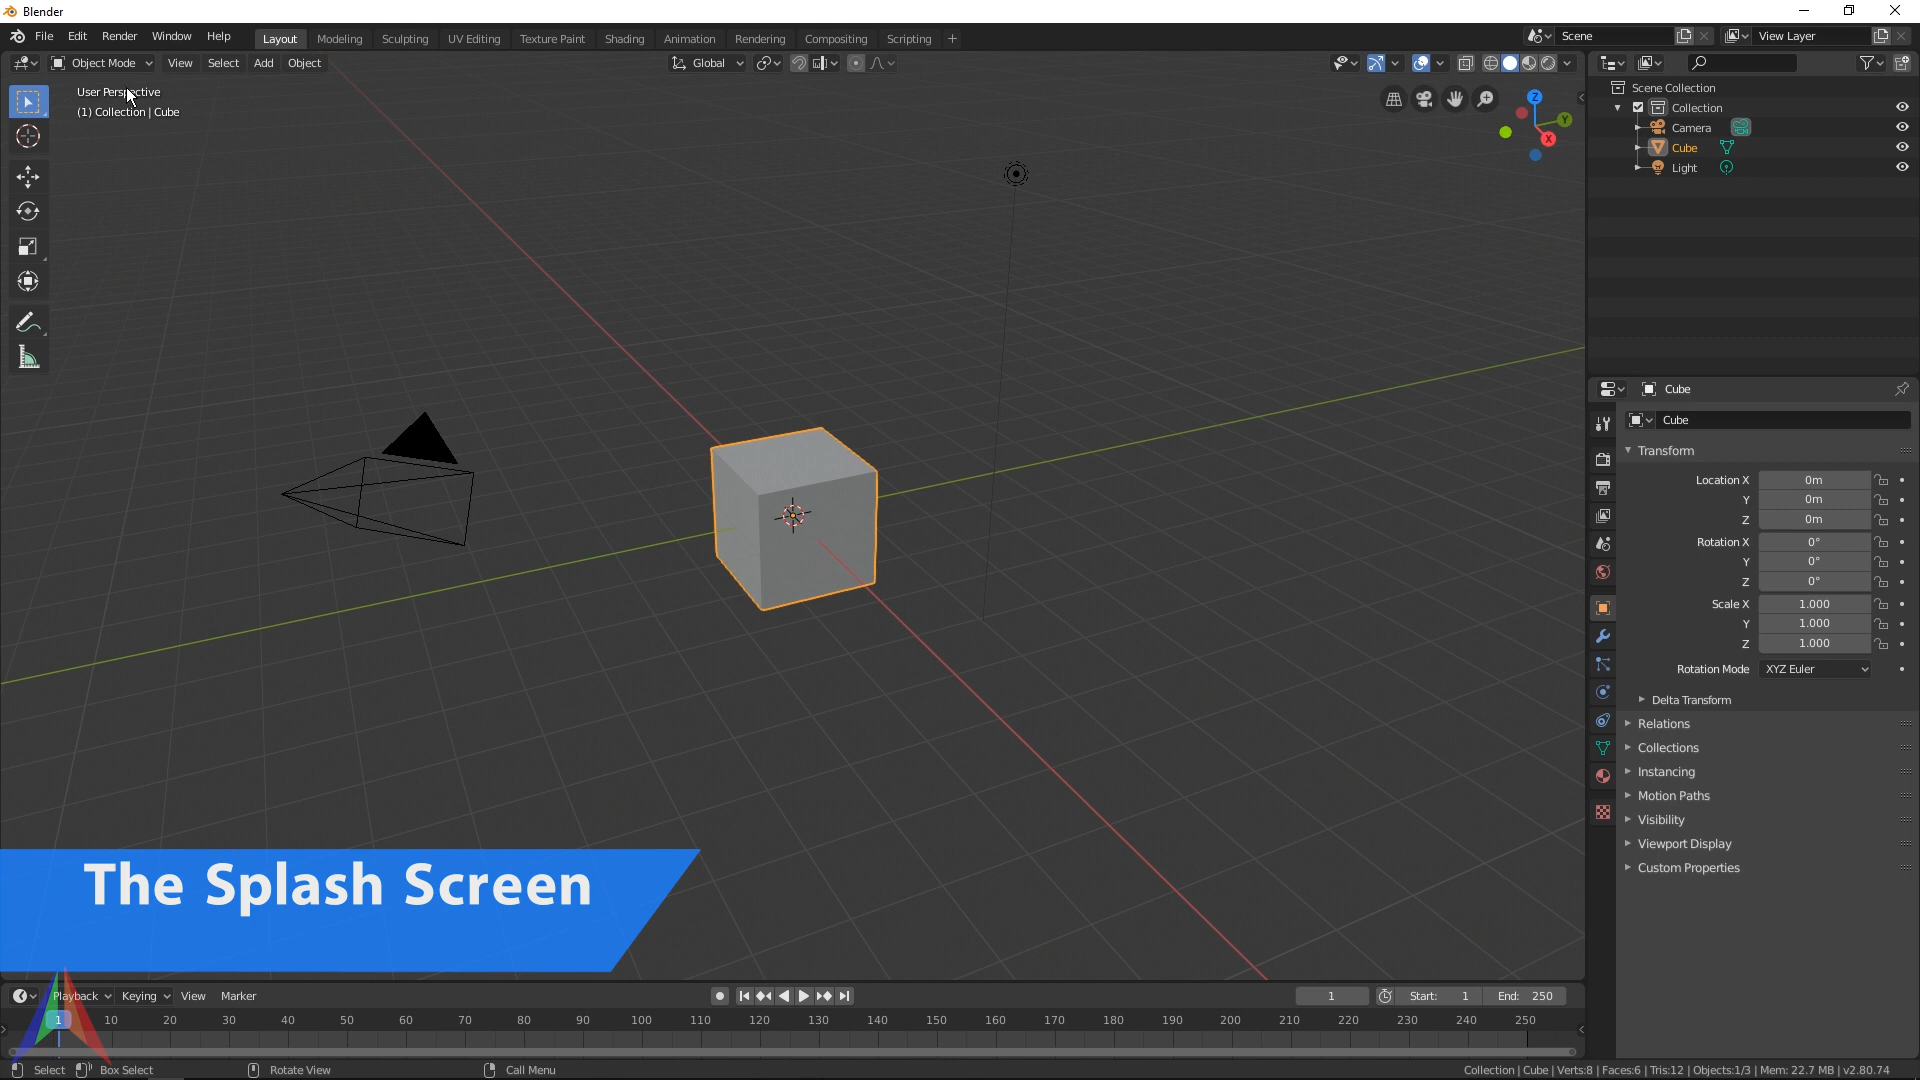 Blender
File Edit Render Window Help Layout Modeling Sculpting UV Editing Texture Paint Shading Animation Rendering Compositing Scripting + Scene View Layer
Object Mode View Select Add Object Global
User Perspective
(1) Collection | Cube
Z
Y
X
Scene Collection
Collection
Camera
Cube
Light
Cube
Cube
Transform
Location X 0m
Y 0m
Z 0m
Rotation X 0°
Y 0°
Z 0°
Scale X 1.000
Y 1.000
Z 1.000
Rotation Mode XYZ Euler
Delta Transform
Relations
Collections
Instancing
Motion Paths
Visibility
Viewport Display
Custom Properties
The Splash Screen
Playback Keying View Marker 1 Start: 1 End: 250
1 10 20 30 40 50 60 70 80 90 100 110 120 130 140 150 160 170 180 190 200 210 220 230 240 250
Select Box Select Rotate View Call Menu Collection | Cube | Verts:8 | Faces:6 | Tris:12 | Objects:1/3 | Mem: 22.7 MB | v2.80.74